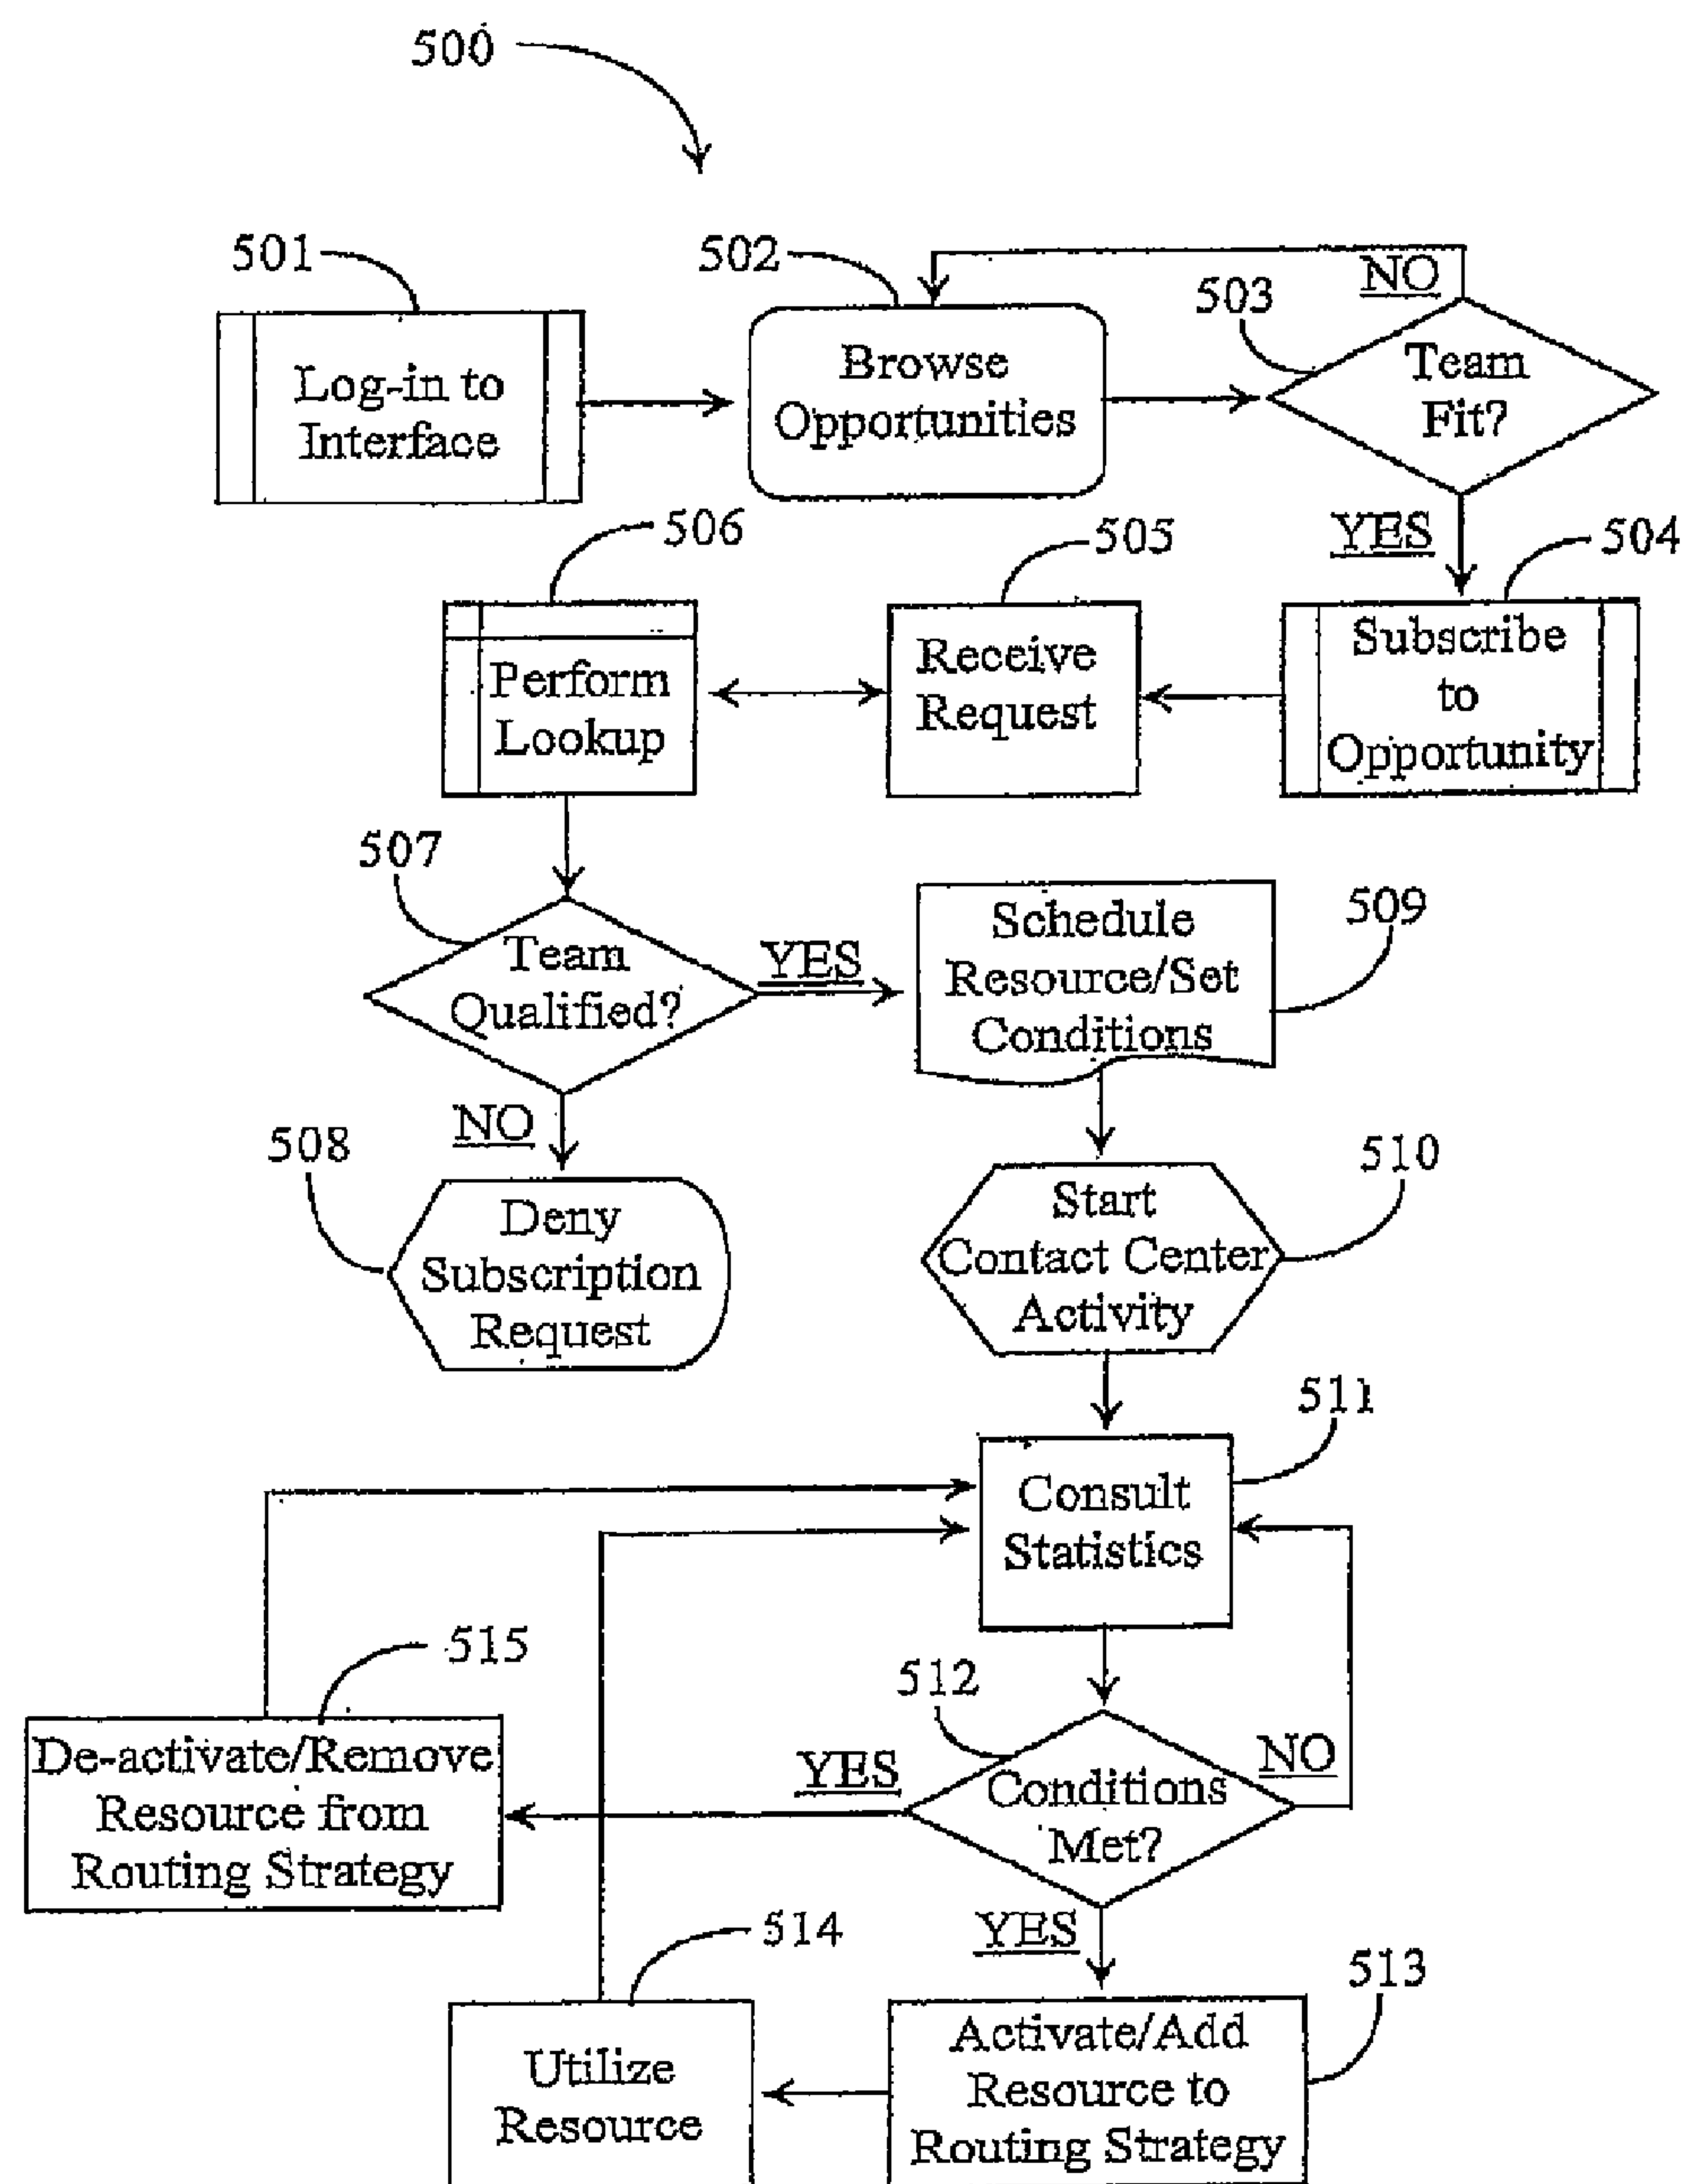 500
501
502
503
NO
Log-in to
Interface
Browse
Opportunities
Team
Fit?
YES
504
505
506
Subscribe
to
Opportunity
Receive
Request
Perform
Lookup
507
Team
Qualified?
YES
509
Schedule
Resource/Set
Conditions
NO
508
Deny
Subscription
Request
510
Start
Contact Center
Activity
511
Consult
Statistics
512
Conditions
Met?
NO
YES
515
De-activate/Remove
Resource from
Routing Strategy
YES
513
Activate/Add
Resource to
Routing Strategy
514
Utilize
Resource